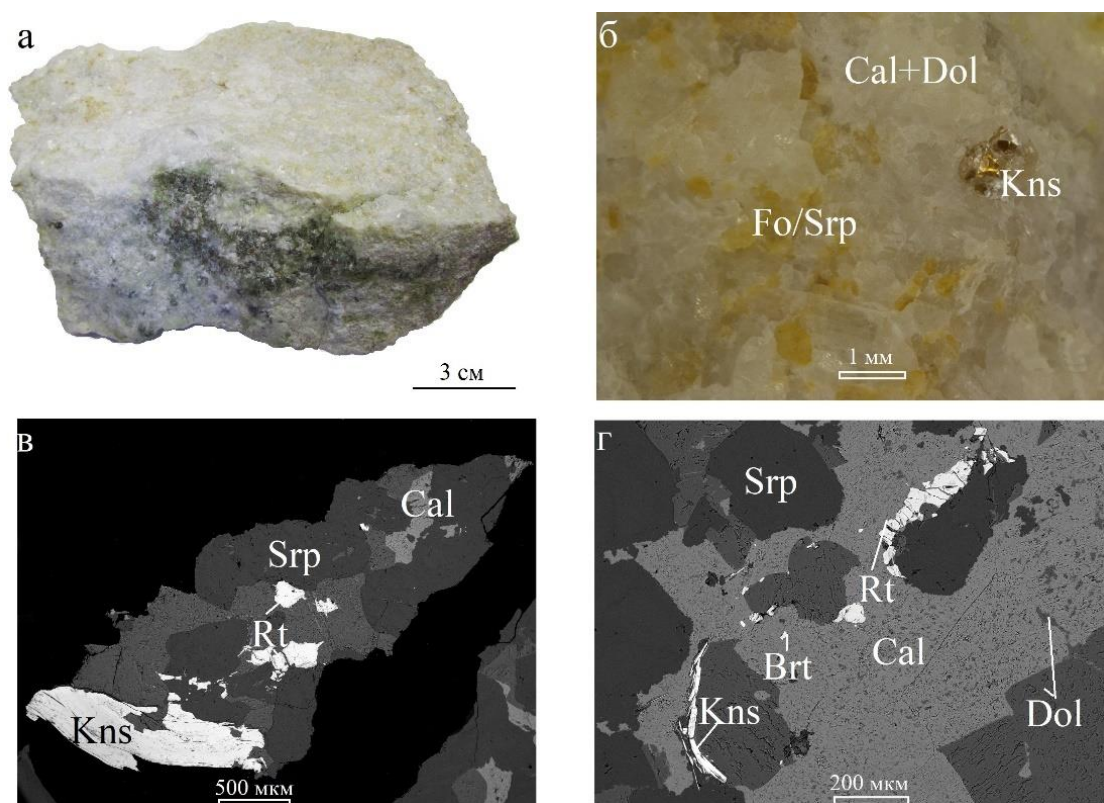 а
3 см
б
Cal+Dol
Kns
Fo/Srp
1 мм
в
Cal
Srp
Rt
Kns
500 мкм
г
Srp
Rt
Brt
Cal
Kns
Dol
200 мкм